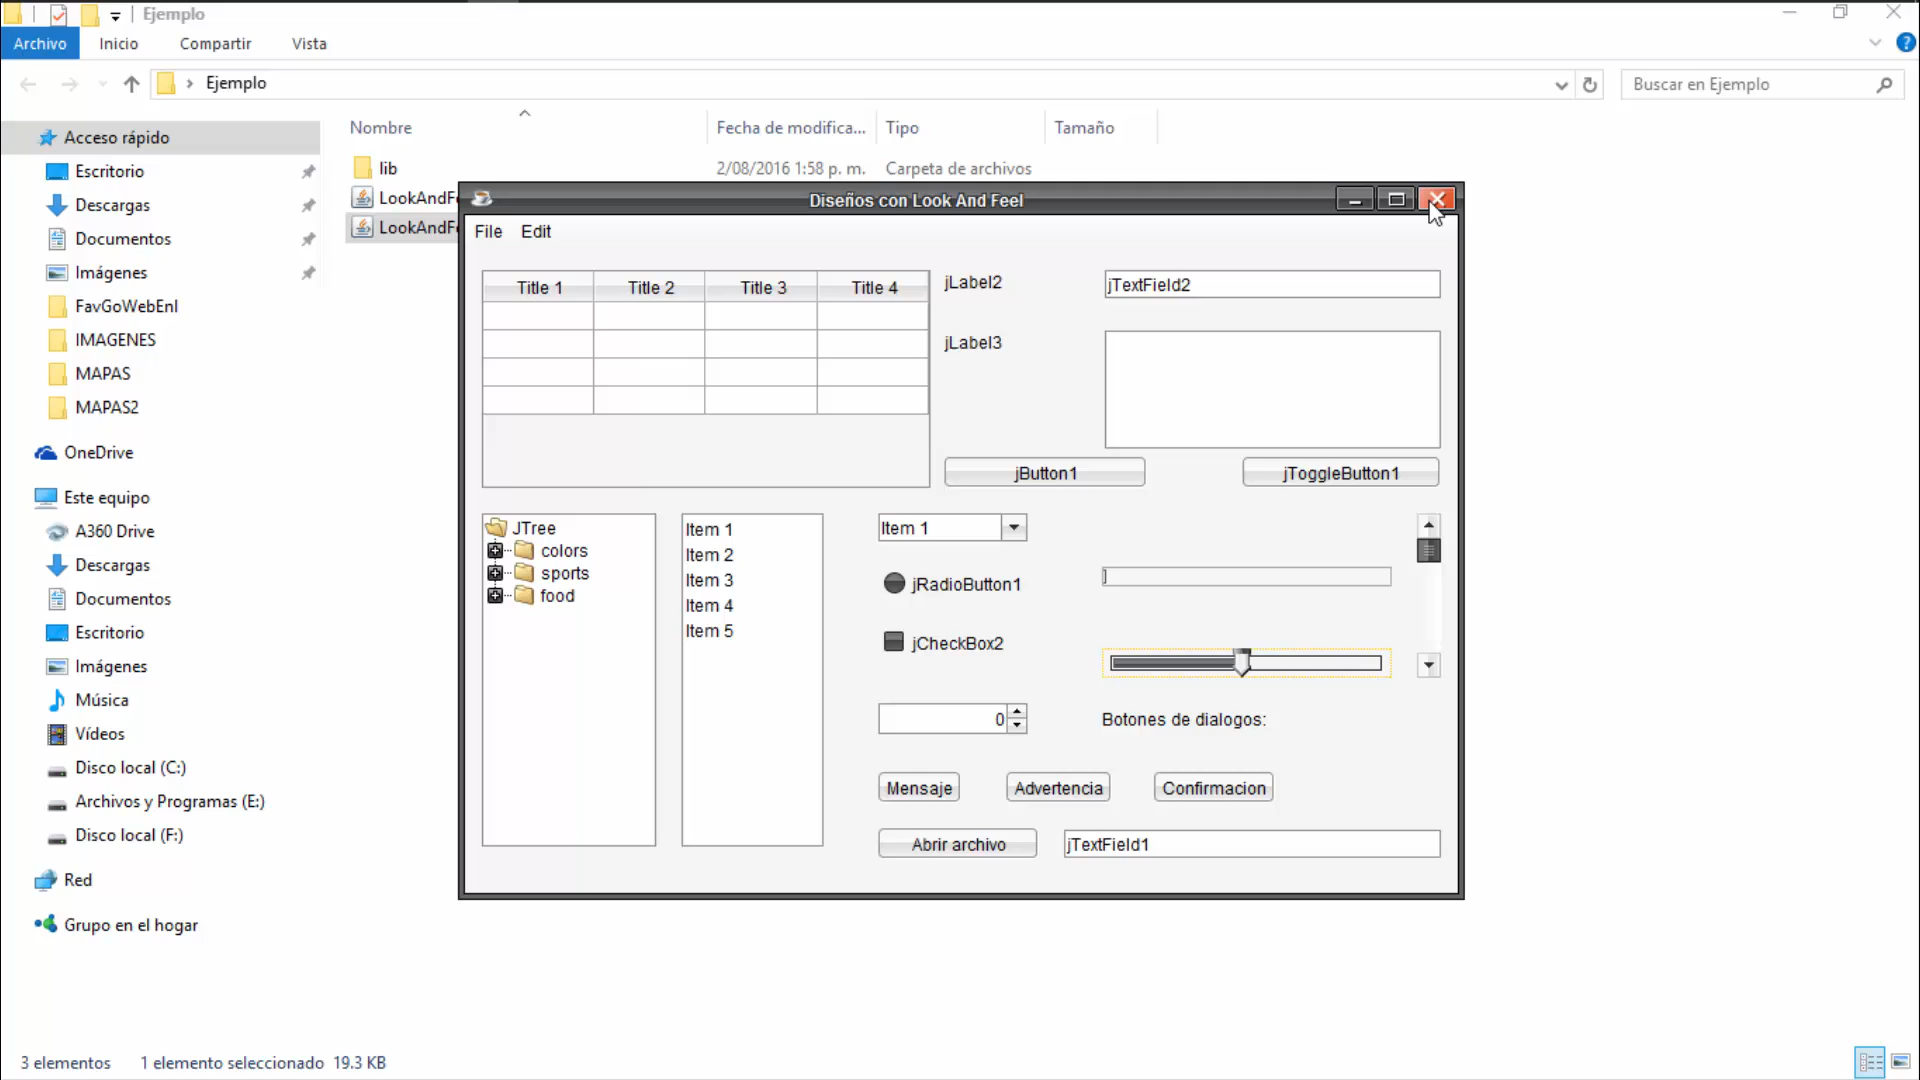 Ejemplo
Archivo Inicio Compartir Vista
Ejemplo
Buscar en Ejemplo
Nombre Fecha de modifica... Tipo Tamaño
Acceso rápido
Escritorio
Descargas
Documentos
Imágenes
FavGoWebEnl
IMAGENES
MAPAS
MAPAS2
OneDrive
Este equipo
A360 Drive
Descargas
Documentos
Escritorio
Imágenes
Música
Vídeos
Disco local (C:)
Archivos y Programas (E:)
Disco local (F:)
Red
Grupo en el hogar
lib 2/08/2016 1:58 p. m. Carpeta de archivos
Diseños con Look And Feel
File Edit
Title 1 Title 2 Title 3 Title 4
jLabel2 jTextField2
jLabel3
jButton1 jToggleButton1
JTree
colors
sports
food
Item 1
Item 2
Item 3
Item 4
Item 5
Item 1
jRadioButton1
jCheckBox2
0
Botones de dialogos:
Mensaje Advertencia Confirmacion
Abrir archivo jTextField1
3 elementos 1 elemento seleccionado 19.3 KB